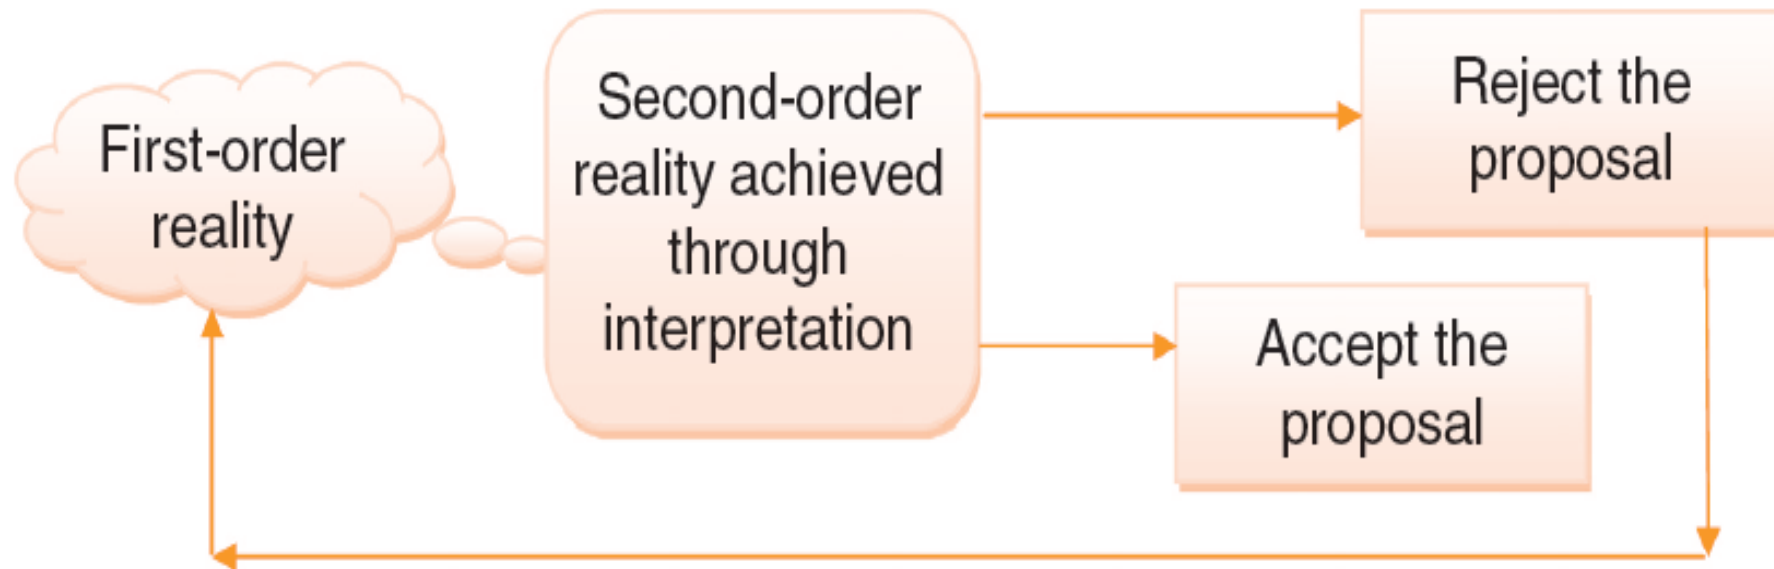 First-order
reality
Second-order
reality achieved
through
interpretation
Reject the
proposal
Accept the
proposal